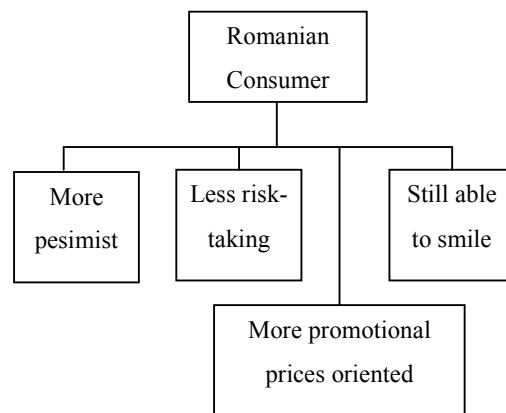 Romanian
Consumer
More
pesimist
Less risk-
taking
Still able
to smile
More promotional
prices oriented